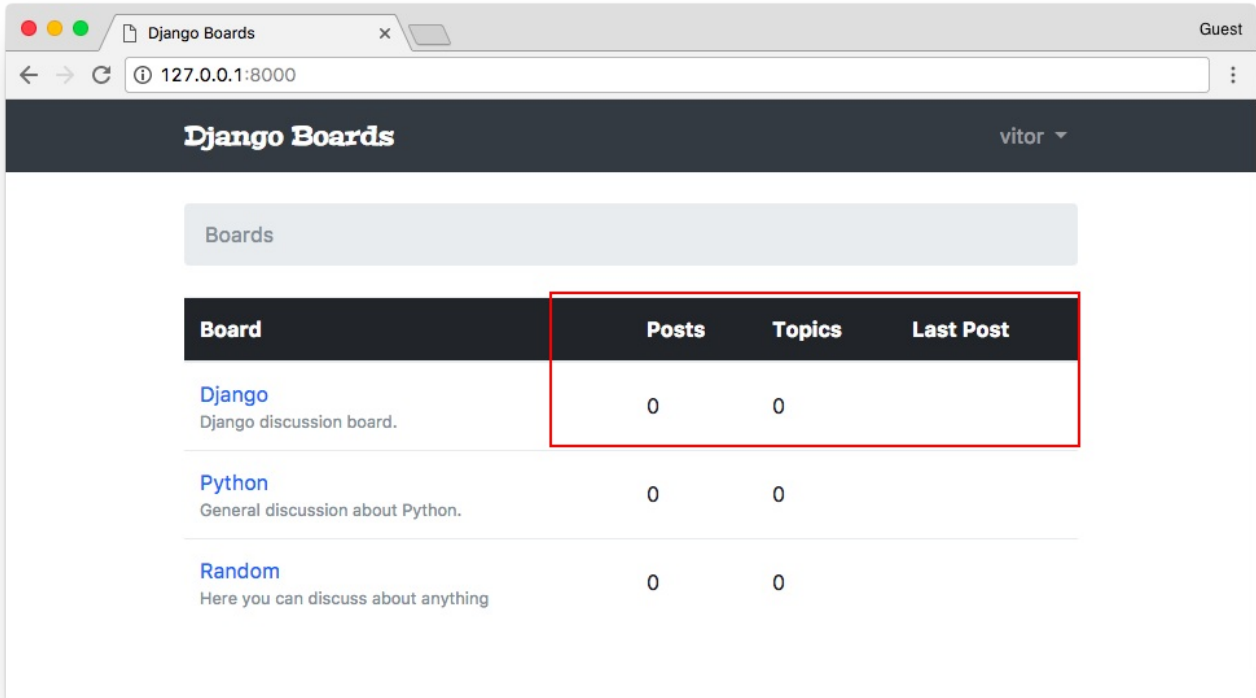 Django Boards
Guest
127.0.0.1:8000
Django Boards vitor
Boards
Board Posts Topics Last Post
Django
Django discussion board.
0 0
Python
General discussion about Python.
0 0
Random
Here you can discuss about anything
0 0